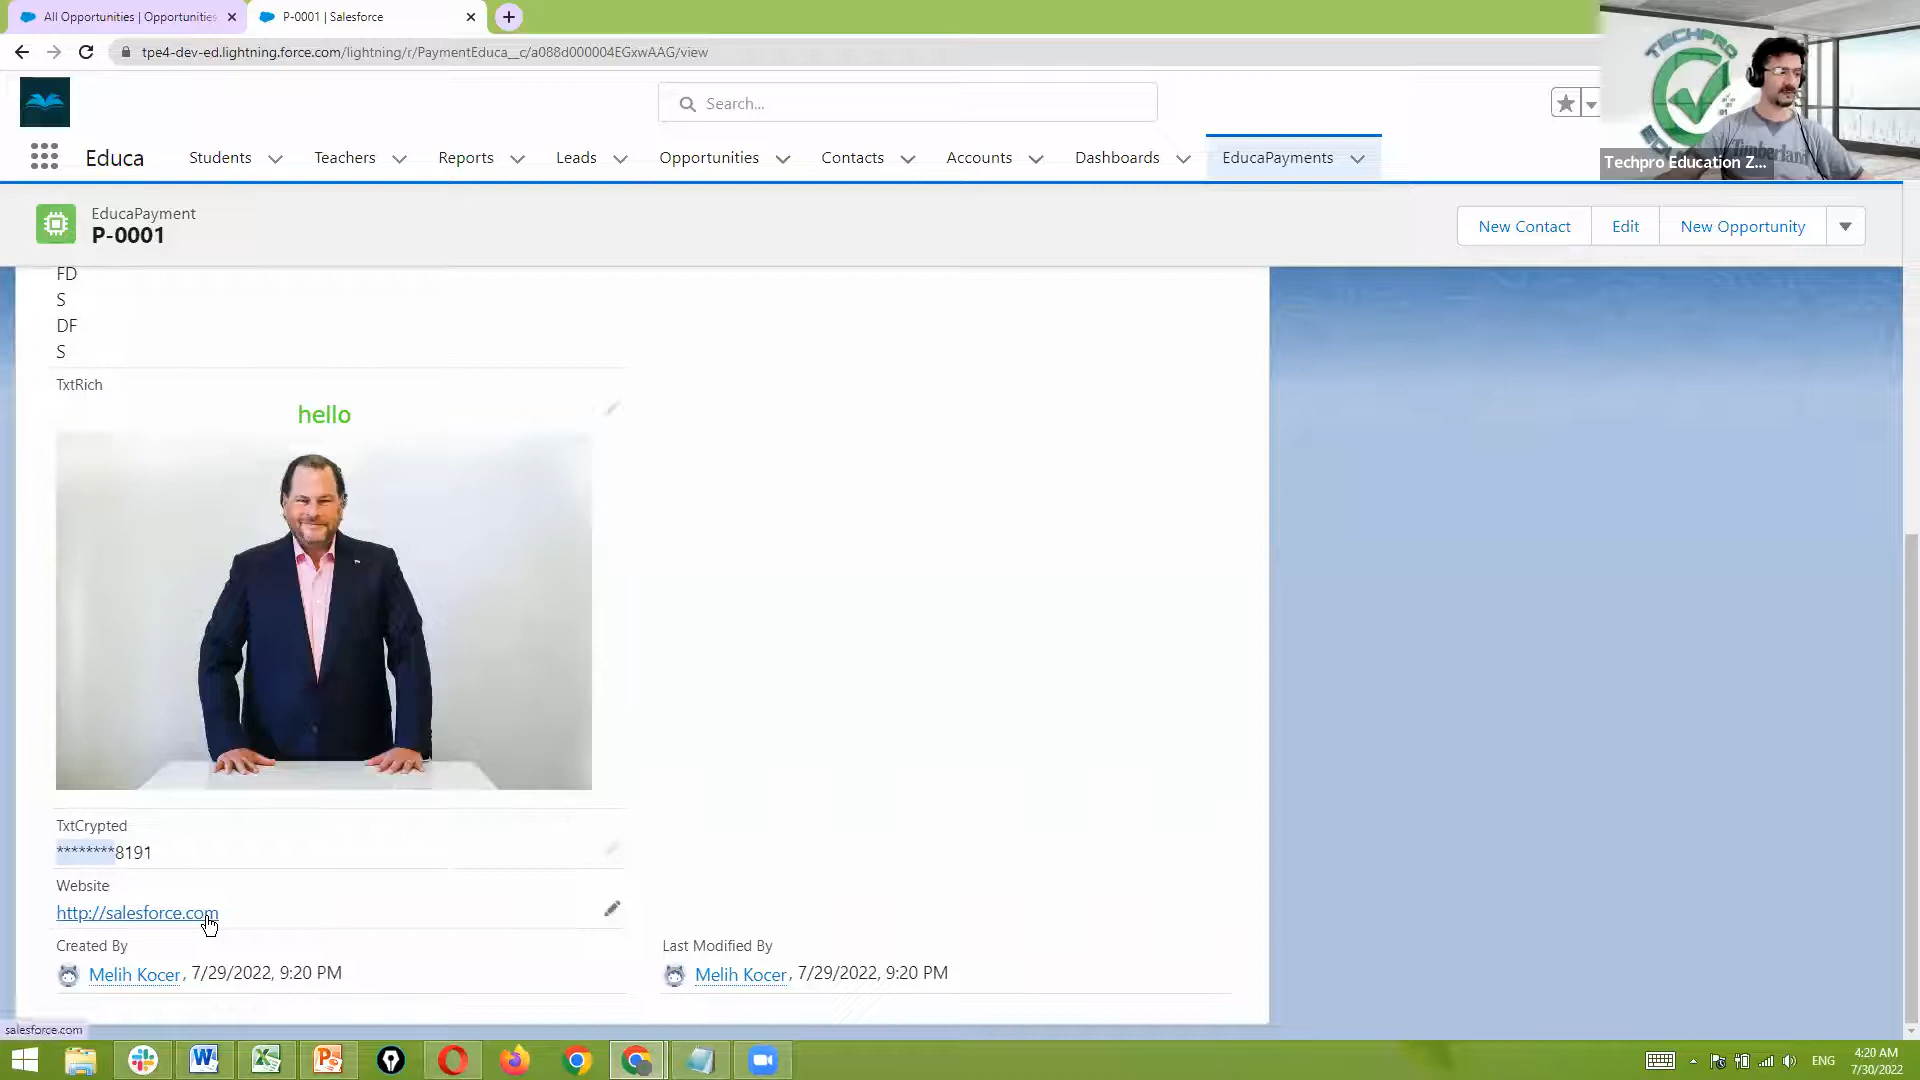 All Opportunities | Opportunities
P-0001 | Salesforce
tpe4-dev-ed.lightning.force.com/lightning/r/PaymentEduca__c/a088d000004EGxwAAG/view
Search...
TECHPRO
Timberland
Techpro Education Z...
Educa
Students
Teachers
Reports
Leads
Opportunities
Contacts
Accounts
Dashboards
EducaPayments
EducaPayment
P-0001
New Contact
Edit
New Opportunity
FD
S
DF
S
TxtRich
hello
TxtCrypted
********8191
Website
http://salesforce.com
Created By
Melih Kocer, 7/29/2022, 9:20 PM
Last Modified By
Melih Kocer, 7/29/2022, 9:20 PM
salesforce.com
ENG
4:20 AM
7/30/2022